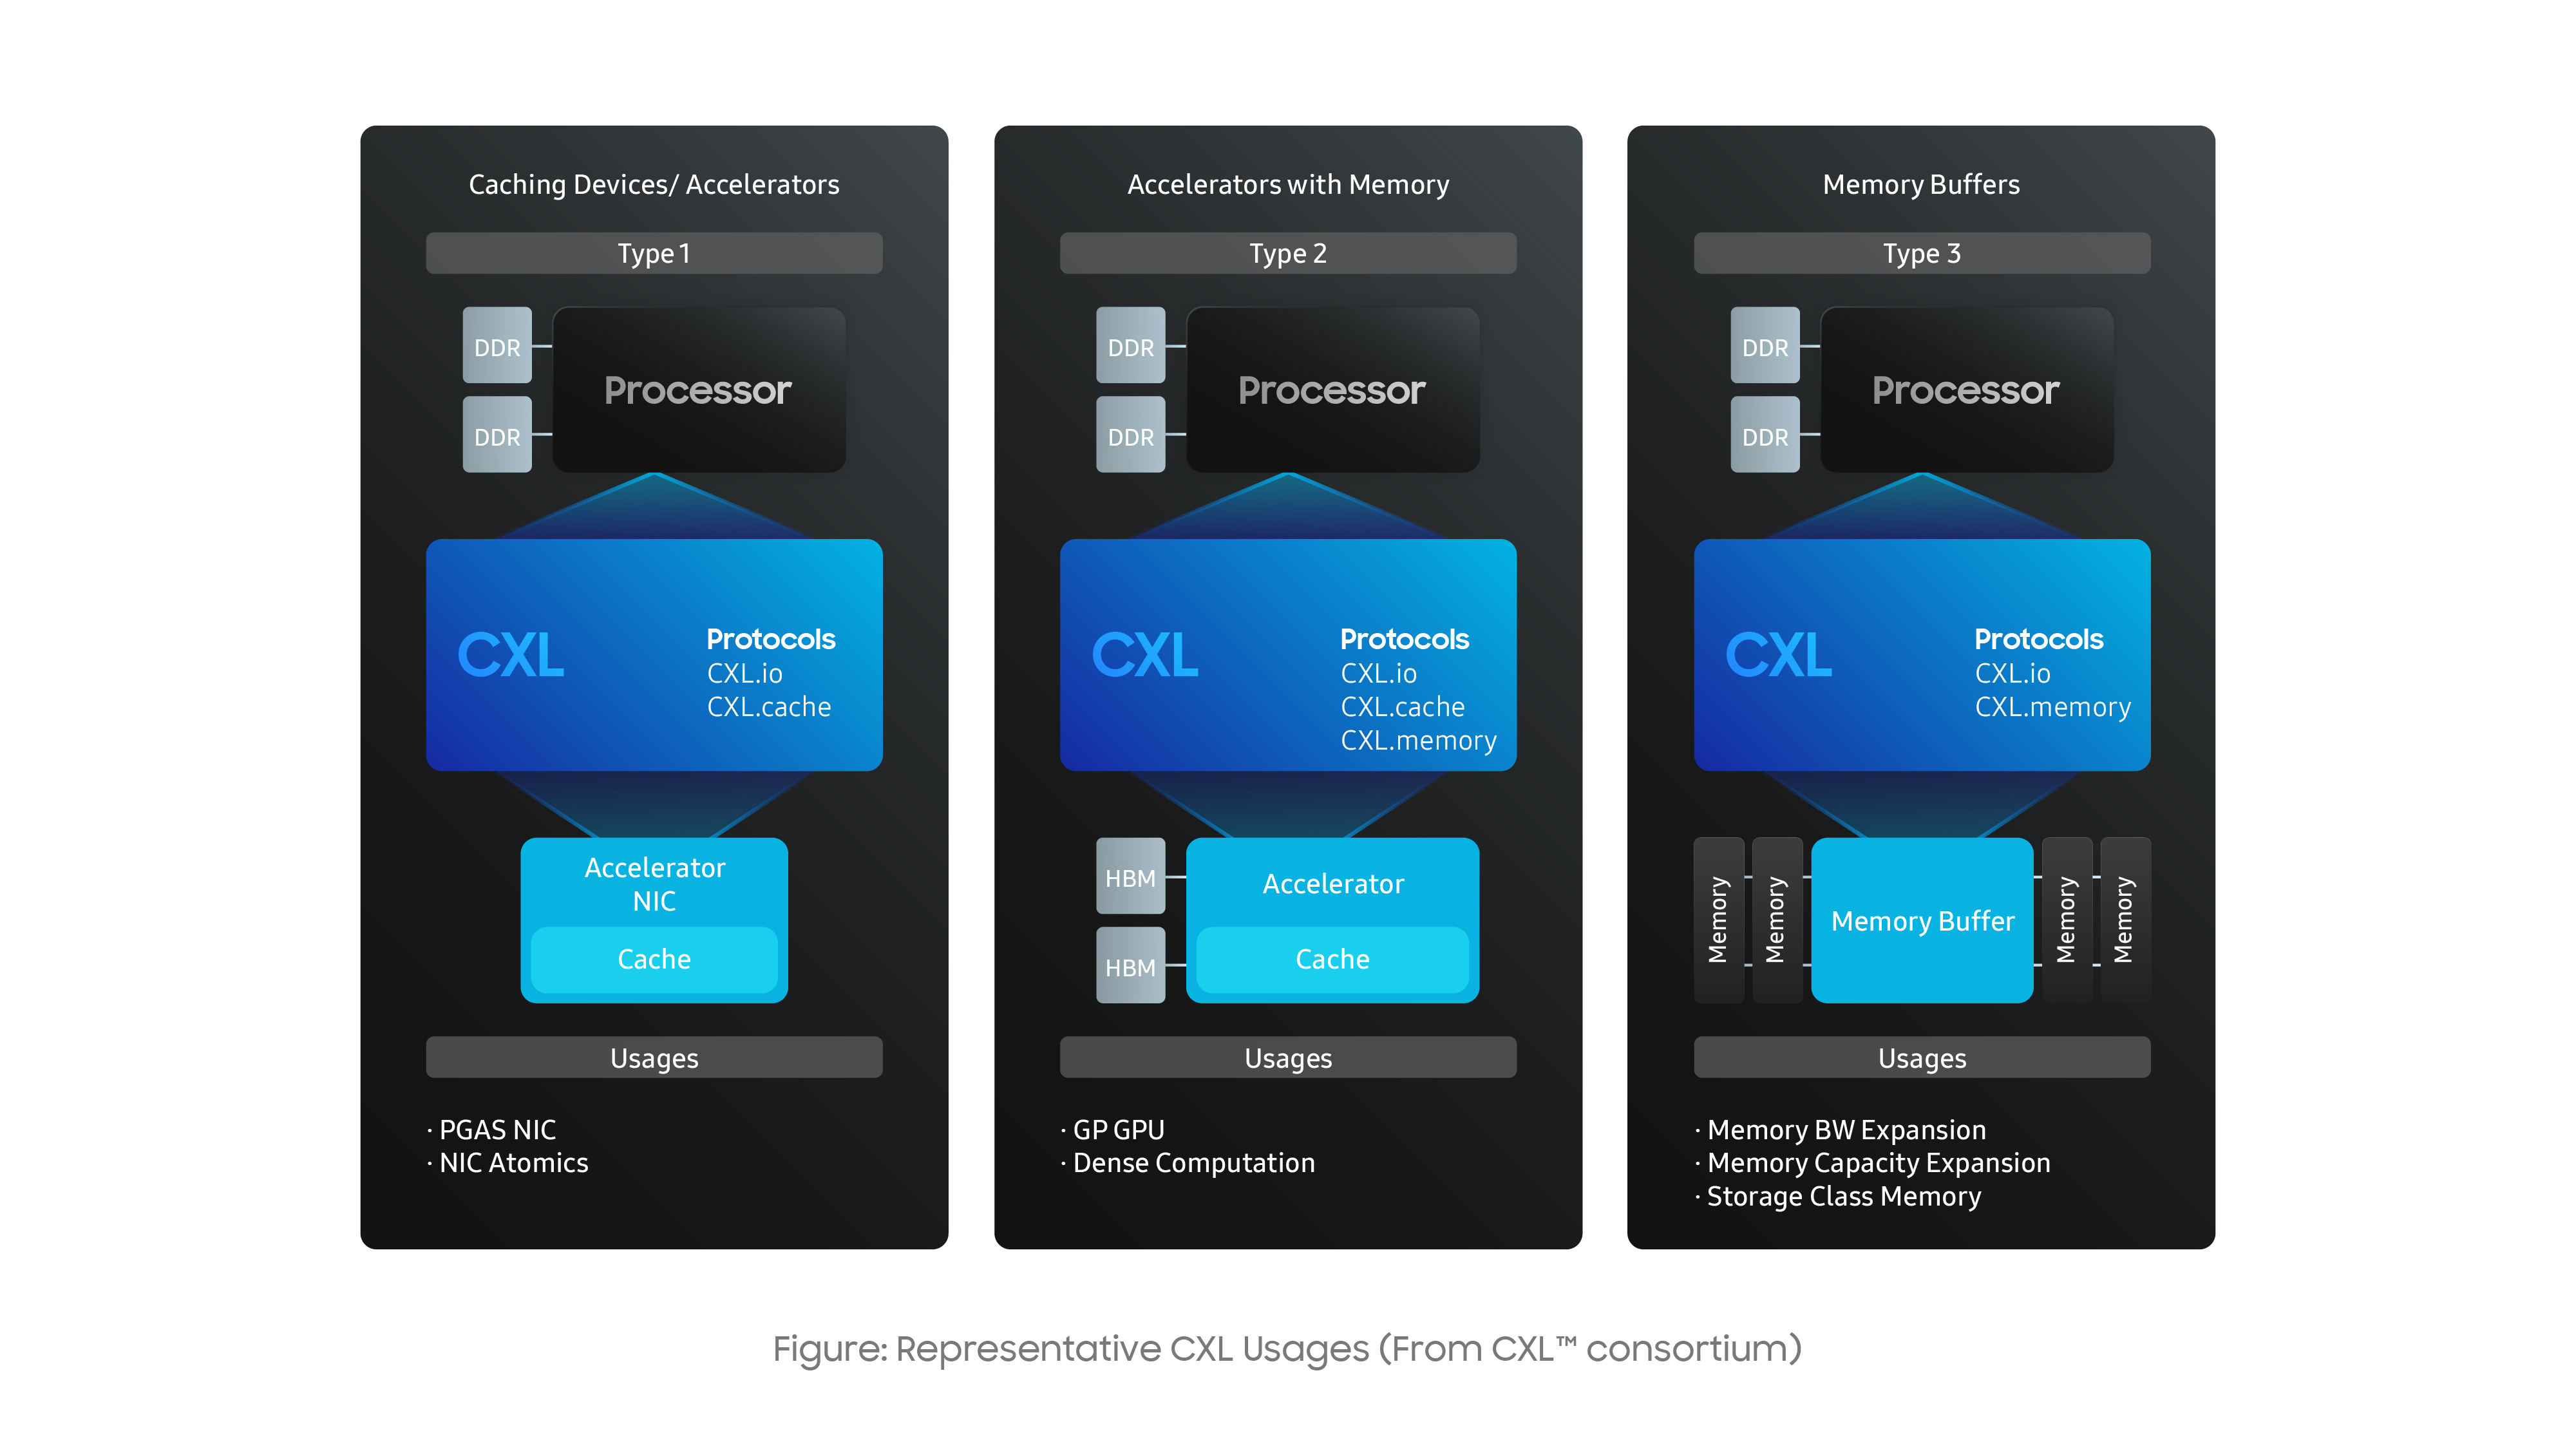 Caching Devices/ Accelerators
Type 1
DDR
DDR
Processor
CXL
Protocols
CXL.io
CXL.cache
Accelerator
NIC
Cache
Usages
· PGAS NIC
· NIC Atomics
Accelerators with Memory
Type 2
DDR
DDR
Processor
CXL
Protocols
CXL.io
CXL.cache
CXL.memory
HBM
HBM
Accelerator
Cache
Usages
· GP GPU
· Dense Computation
Memory Buffers
Type 3
DDR
DDR
Processor
CXL
Protocols
CXL.io
CXL.memory
Memory
Memory
Memory Buffer
Memory
Memory
Usages
· Memory BW Expansion
· Memory Capacity Expansion
· Storage Class Memory
Figure: Representative CXL Usages (From CXL™ consortium)